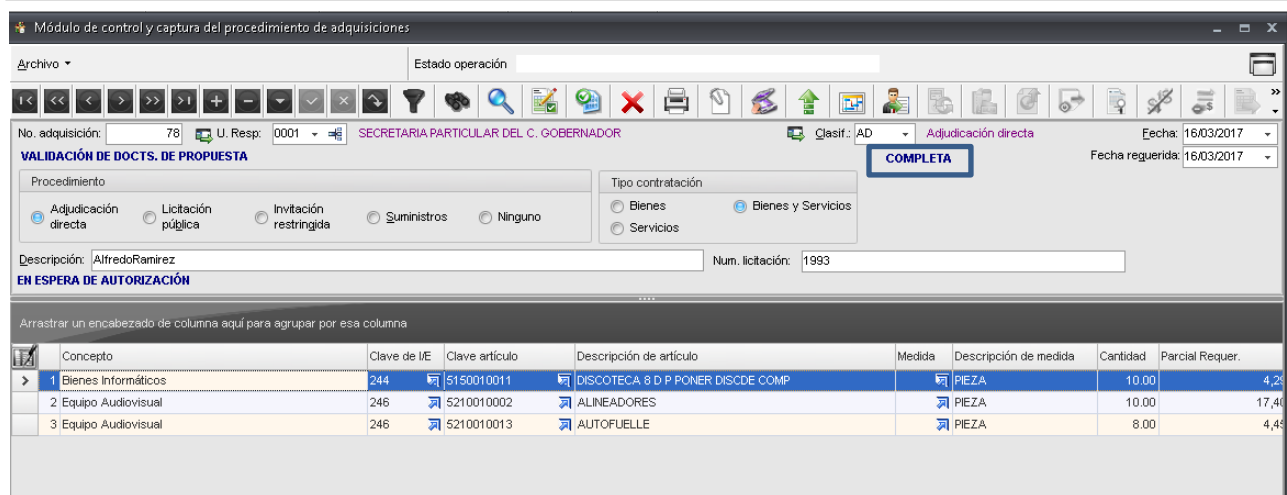 Módulo de control y captura del procedimiento de adquisiciones
Archivo
Estado operación
No. adquisición: 78 U. Resp: 0001 SECRETARIA PARTICULAR DEL C. GOBERNADOR Clasif.: AD Adjudicación directa Fecha: 16/03/2017
VALIDACIÓN DE DOCTS. DE PROPUESTA COMPLETA Fecha requerida: 16/03/2017
Procedimiento Tipo contratación
Adjudicación directa Licitación pública Invitación restringida Suministros Ninguno Bienes Bienes y Servicios
Servicios
Descripción: AlfredoRamirez Num. licitación: 1993
EN ESPERA DE AUTORIZACIÓN
Arrastrar un encabezado de columna aquí para agrupar por esa columna
Concepto Clave de I/E Clave artículo Descripción de artículo Medida Descripción de medida Cantidad Parcial Requer.
1 Bienes Informáticos 244 5150010011 DISCOTECA 8 D P PONER DISCDE COMP PIEZA 10.00 4,29
2 Equipo Audiovisual 246 5210010002 ALINEADORES PIEZA 10.00 17,40
3 Equipo Audiovisual 246 5210010013 AUTOFUELLE PIEZA 8.00 4,45